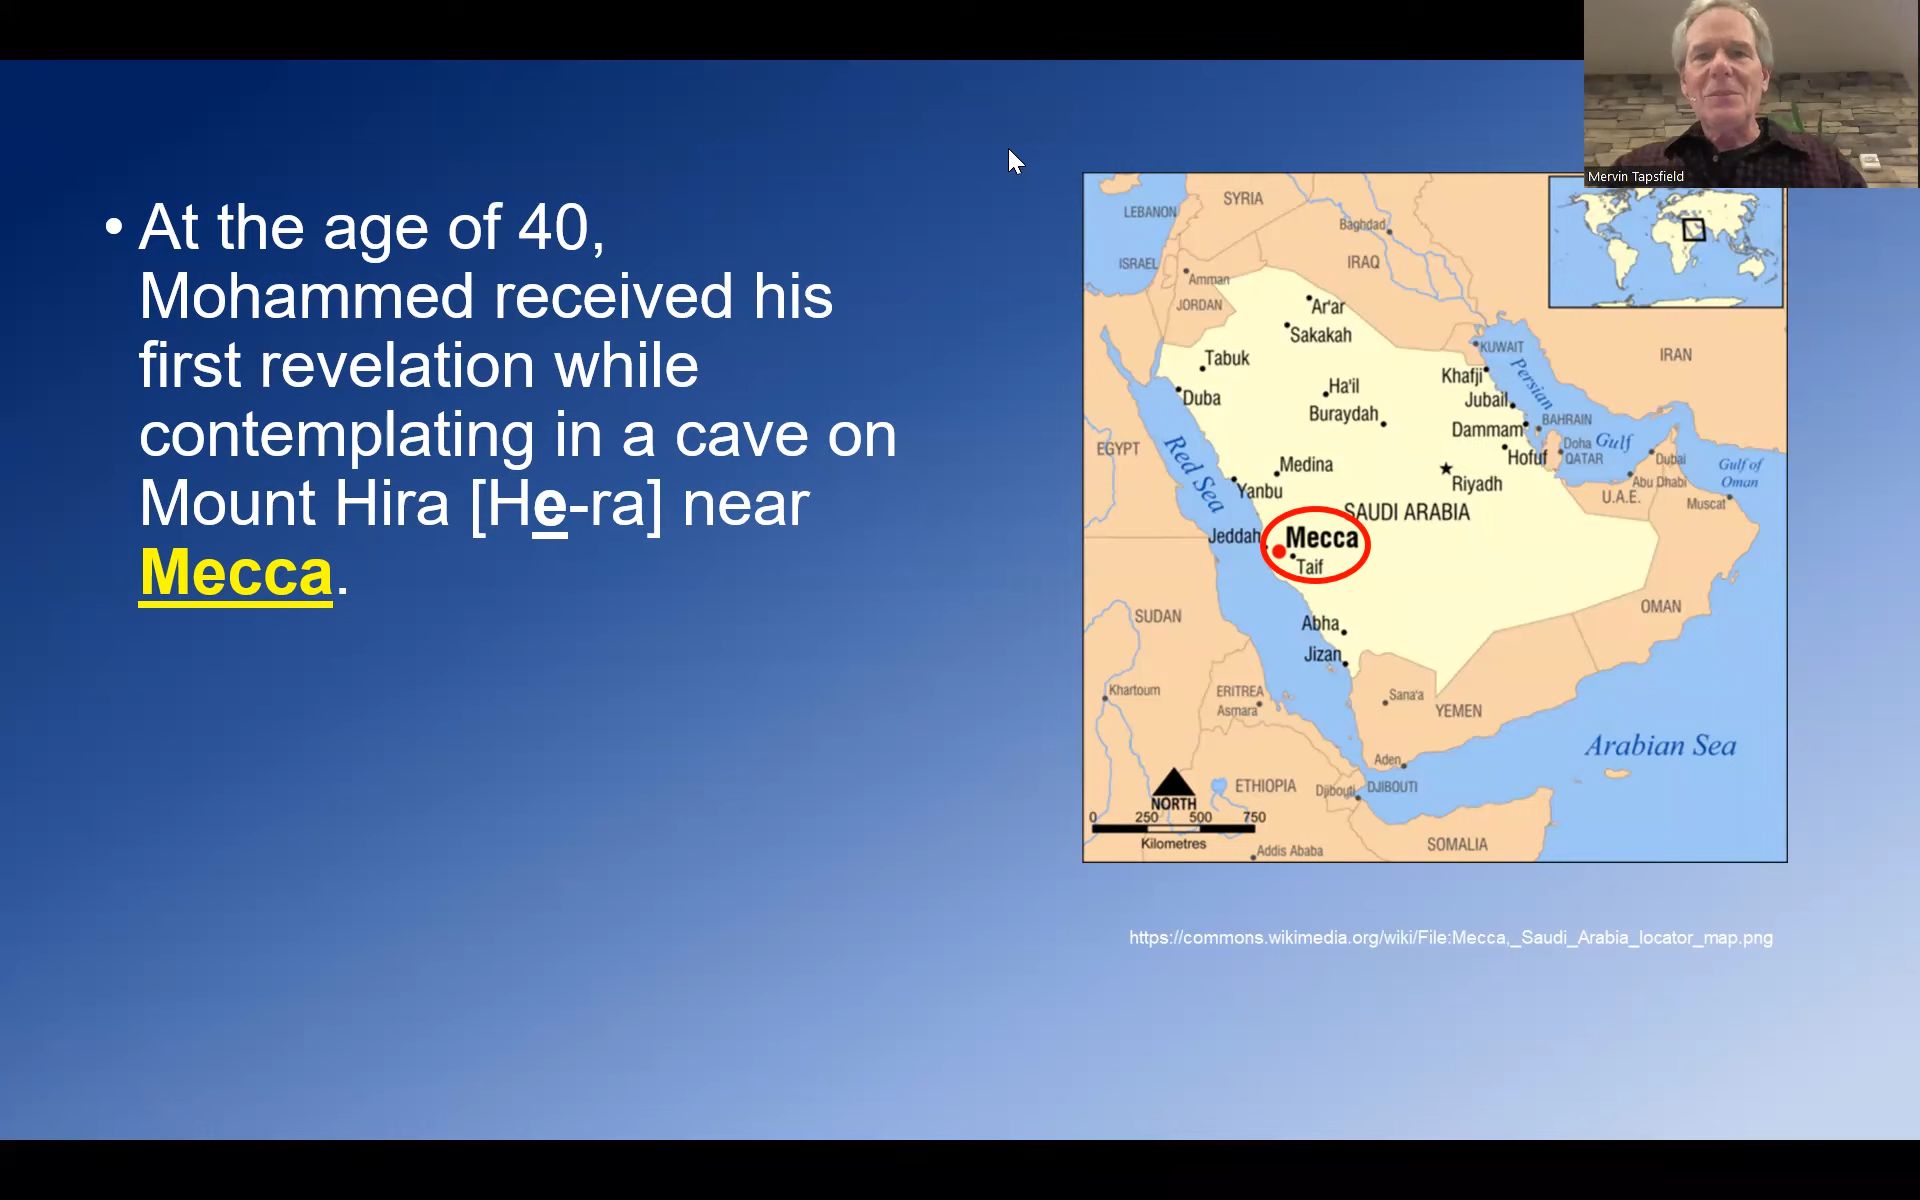 • At the age of 40,
Mohammed received his
first revelation while
contemplating in a cave on
Mount Hira [He-ra] near
Mecca.
Mervin Tapsfield
LEBANON
SYRIA
Baghdad
ISRAEL
Amman
IRAQ
JORDAN
Ar'ar
Sakakah
KUWAIT
IRAN
Tabuk
Khafji
Persian
Gulf
Duba
Ha'il
Jubail
Buraydah
BAHRAIN
Dammam
EGYPT
Red Sea
Medina
Hofuf
Doha
QATAR
Dubai
Gulf of
Oman
Yanbu
Riyadh
Abu Dhabi
U.A.E.
Muscat
SAUDI ARABIA
Jeddah
Mecca
Taif
SUDAN
OMAN
Abha
Jizan
Khartoum
ERITREA
Asmara
Sana'a
YEMEN
Arabian Sea
Aden
ETHIOPIA
Djibouti
DJIBOUTI
NORTH
0 250 500 750
Kilometres
Addis Ababa
SOMALIA
https://commons.wikimedia.org/wiki/File:Mecca,_Saudi_Arabia_locator_map.png